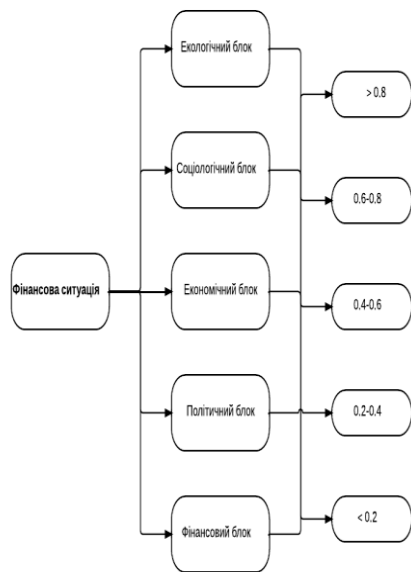 Екологічний блок
> 0.8
Соціологічний блок
0.6-0.8
Фінансова ситуація
Економічний блок
0.4-0.6
Політичний блок
0.2-0.4
Фінансовий блок
< 0.2